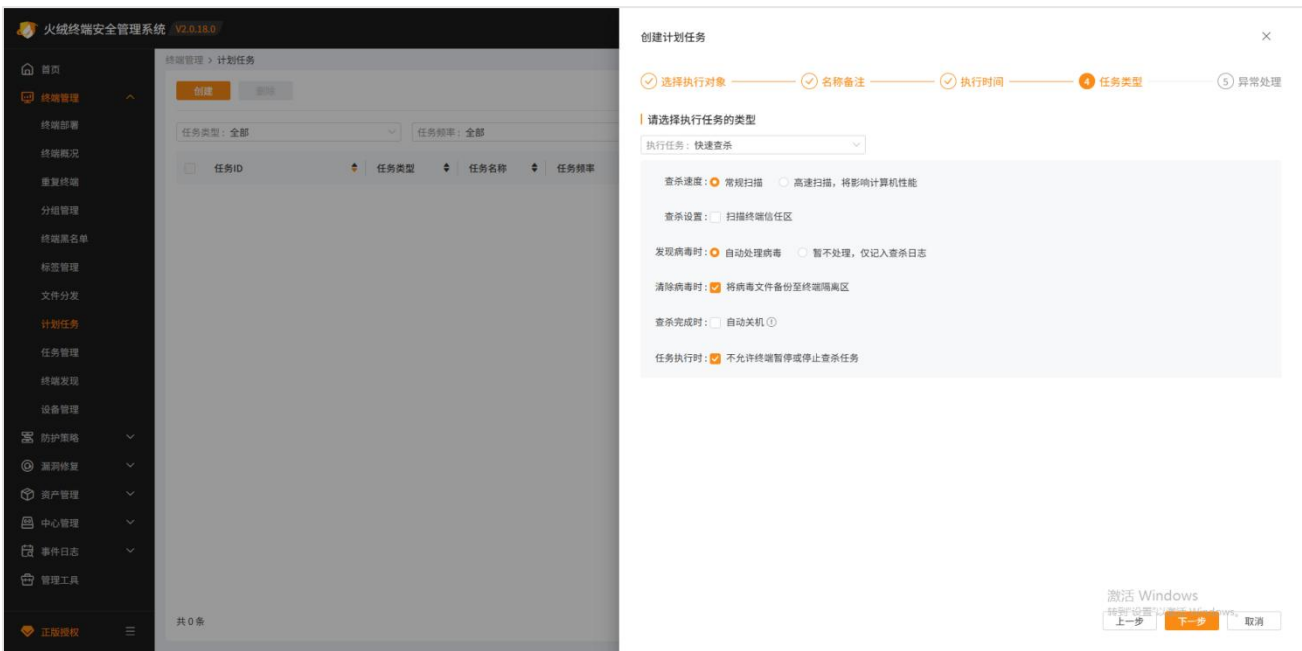 火绒终端安全管理系统 V2.0.18.0
首页
终端管理
终端部署
终端概况
重复终端
分组管理
终端黑名单
标签管理
文件分发
计划任务
任务管理
终端发现
设备管理
防护策略
漏洞修复
资产管理
中心管理
事件日志
管理工具
正版授权
终端管理 > 计划任务
创建 删除
任务类型: 全部 任务频率: 全部
任务ID 任务类型 任务名称 任务频率
共 0 条
创建计划任务
选择执行对象 名称备注 执行时间 4 任务类型 5 异常处理
请选择执行任务的类型
执行任务: 快速查杀
查杀速度: 常规扫描 高速扫描，将影响计算机性能
查杀设置: 扫描终端信任区
发现病毒时: 自动处理病毒 暂不处理，仅记入查杀日志
清除病毒时: 将病毒文件备份至终端隔离区
查杀完成时: 自动关机
任务执行时: 不允许终端暂停或停止查杀任务
激活 Windows
转到"设置"以激活 Windows。
上一步 下一步 取消